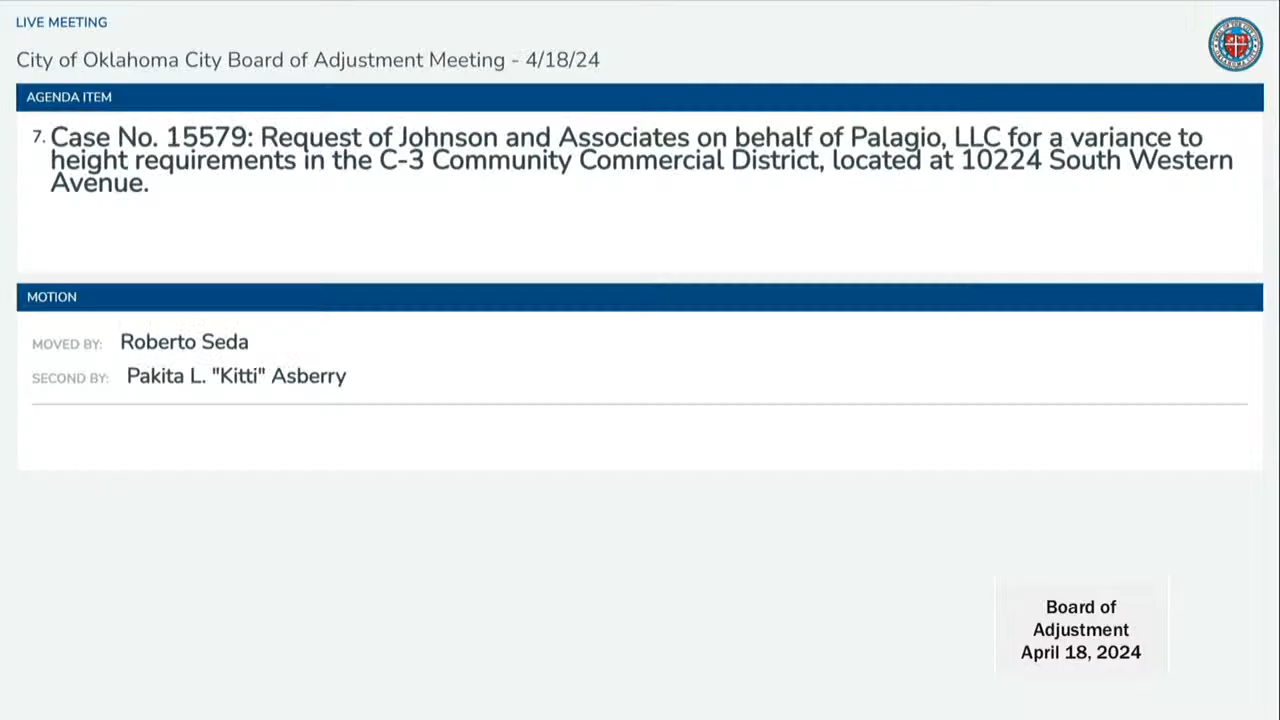 LIVE MEETING
City of Oklahoma City Board of Adjustment Meeting - 4/18/24
AGENDA ITEM
7. Case No. 15579: Request of Johnson and Associates on behalf of Palagio, LLC for a variance to
height requirements in the C-3 Community Commercial District, located at 10224 South Western
Avenue.
MOTION
MOVED BY: Roberto Seda
SECOND BY: Pakita L. "Kitti" Asberry
Board of
Adjustment
April 18, 2024